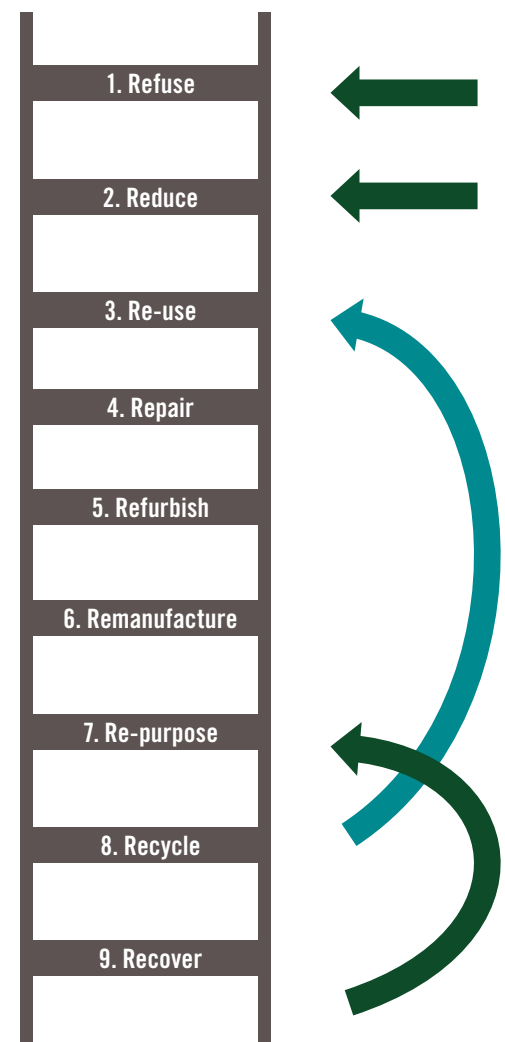 1. Refuse
2. Reduce
3. Re-use
4. Repair
5. Refurbish
6. Remanufacture
7. Re-purpose
8. Recycle
9. Recover